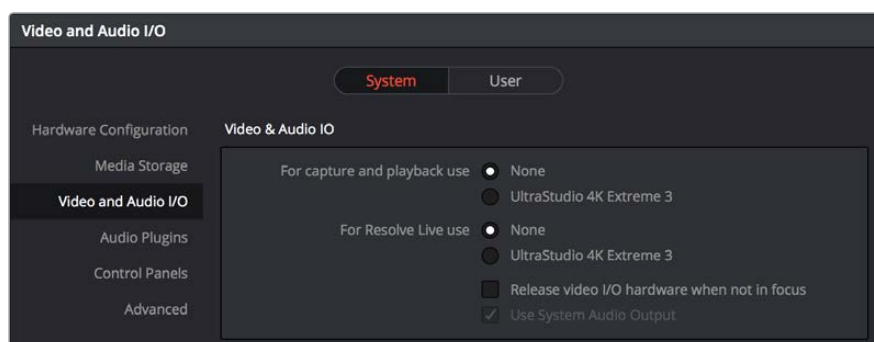 Video and Audio I/O
System User
Hardware Configuration
Media Storage
Video and Audio I/O
Audio Plugins
Control Panels
Advanced
Video & Audio IO
For capture and playback use None
UltraStudio 4K Extreme 3
For Resolve Live use None
UltraStudio 4K Extreme 3
Release video I/O hardware when not in focus
Use System Audio Output